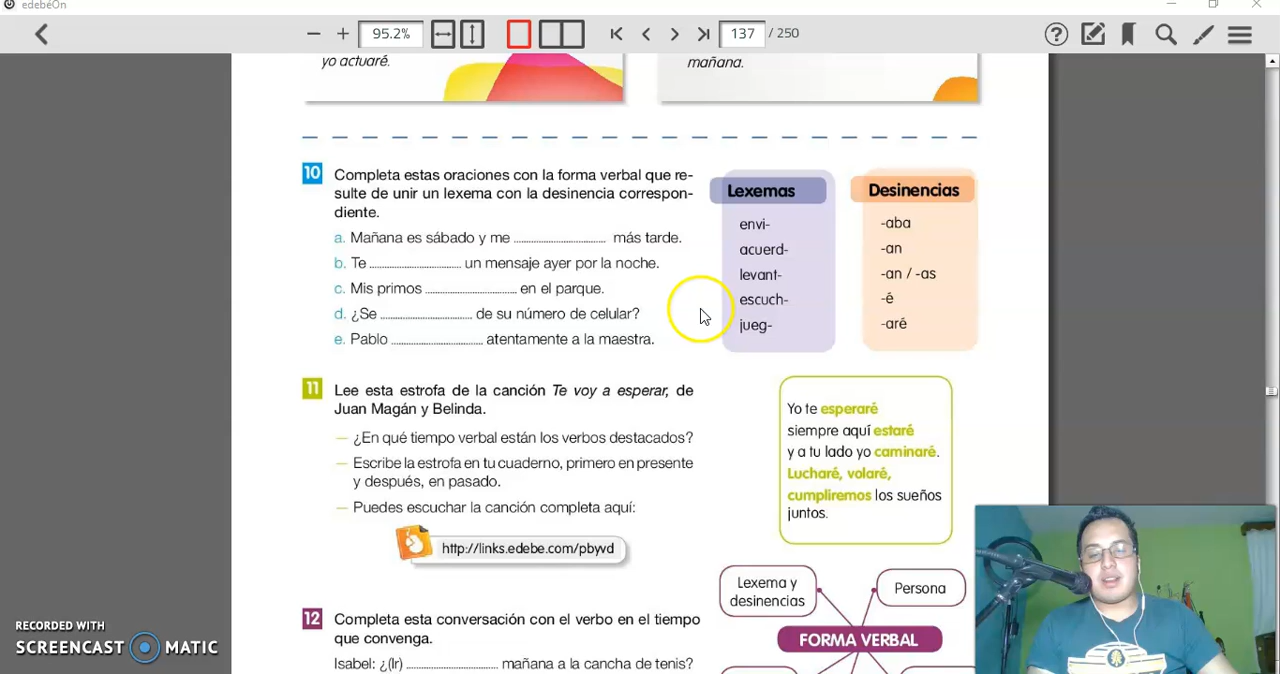 edebéOn
95.2%
137 / 250
yo actuaré.
mañana.
10 Completa estas oraciones con la forma verbal que re-
sulte de unir un lexema con la desinencia correspon-
diente.
a. Mañana es sábado y me ........................ más tarde.
b. Te ........................ un mensaje ayer por la noche.
c. Mis primos ........................ en el parque.
d. ¿Se ........................ de su número de celular?
e. Pablo ........................ atentamente a la maestra.
Lexemas
envi-
acuerd-
levant-
escuch-
jueg-
Desinencias
-aba
-an
-an / -as
-é
-aré
11 Lee esta estrofa de la canción Te voy a esperar, de
Juan Magán y Belinda.
— ¿En qué tiempo verbal están los verbos destacados?
— Escribe la estrofa en tu cuaderno, primero en presente
y después, en pasado.
— Puedes escuchar la canción completa aquí:
http://links.edebe.com/pbyvd
Yo te esperaré
siempre aquí estaré
y a tu lado yo caminaré.
Lucharé, volaré,
cumpliremos los sueños
juntos.
12 Completa esta conversación con el verbo en el tiempo
que convenga.
Isabel: ¿(Ir) ........................ mañana a la cancha de tenis?
Lexema y
desinencias
Persona
FORMA VERBAL
RECORDED WITH
SCREENCAST MATIC